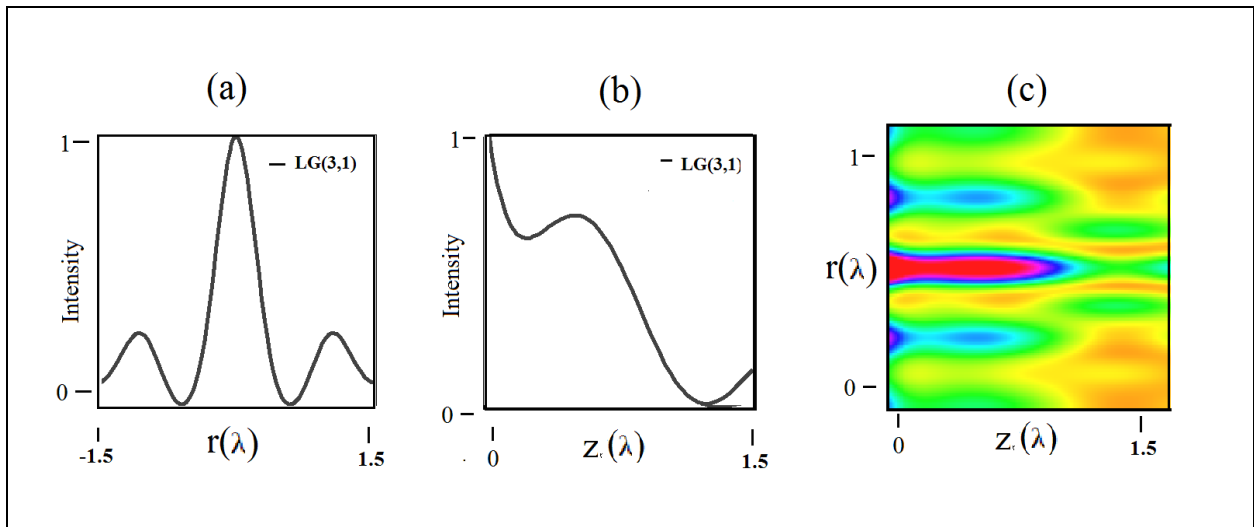 (a)
1
— LG(3,1)
Intensity
0
-1.5
r(λ)
1.5
(b)
1
– LG(3,1)
Intensity
0
0
z (λ)
1.5
(c)
1
r(λ)
0
0
z (λ)
1.5